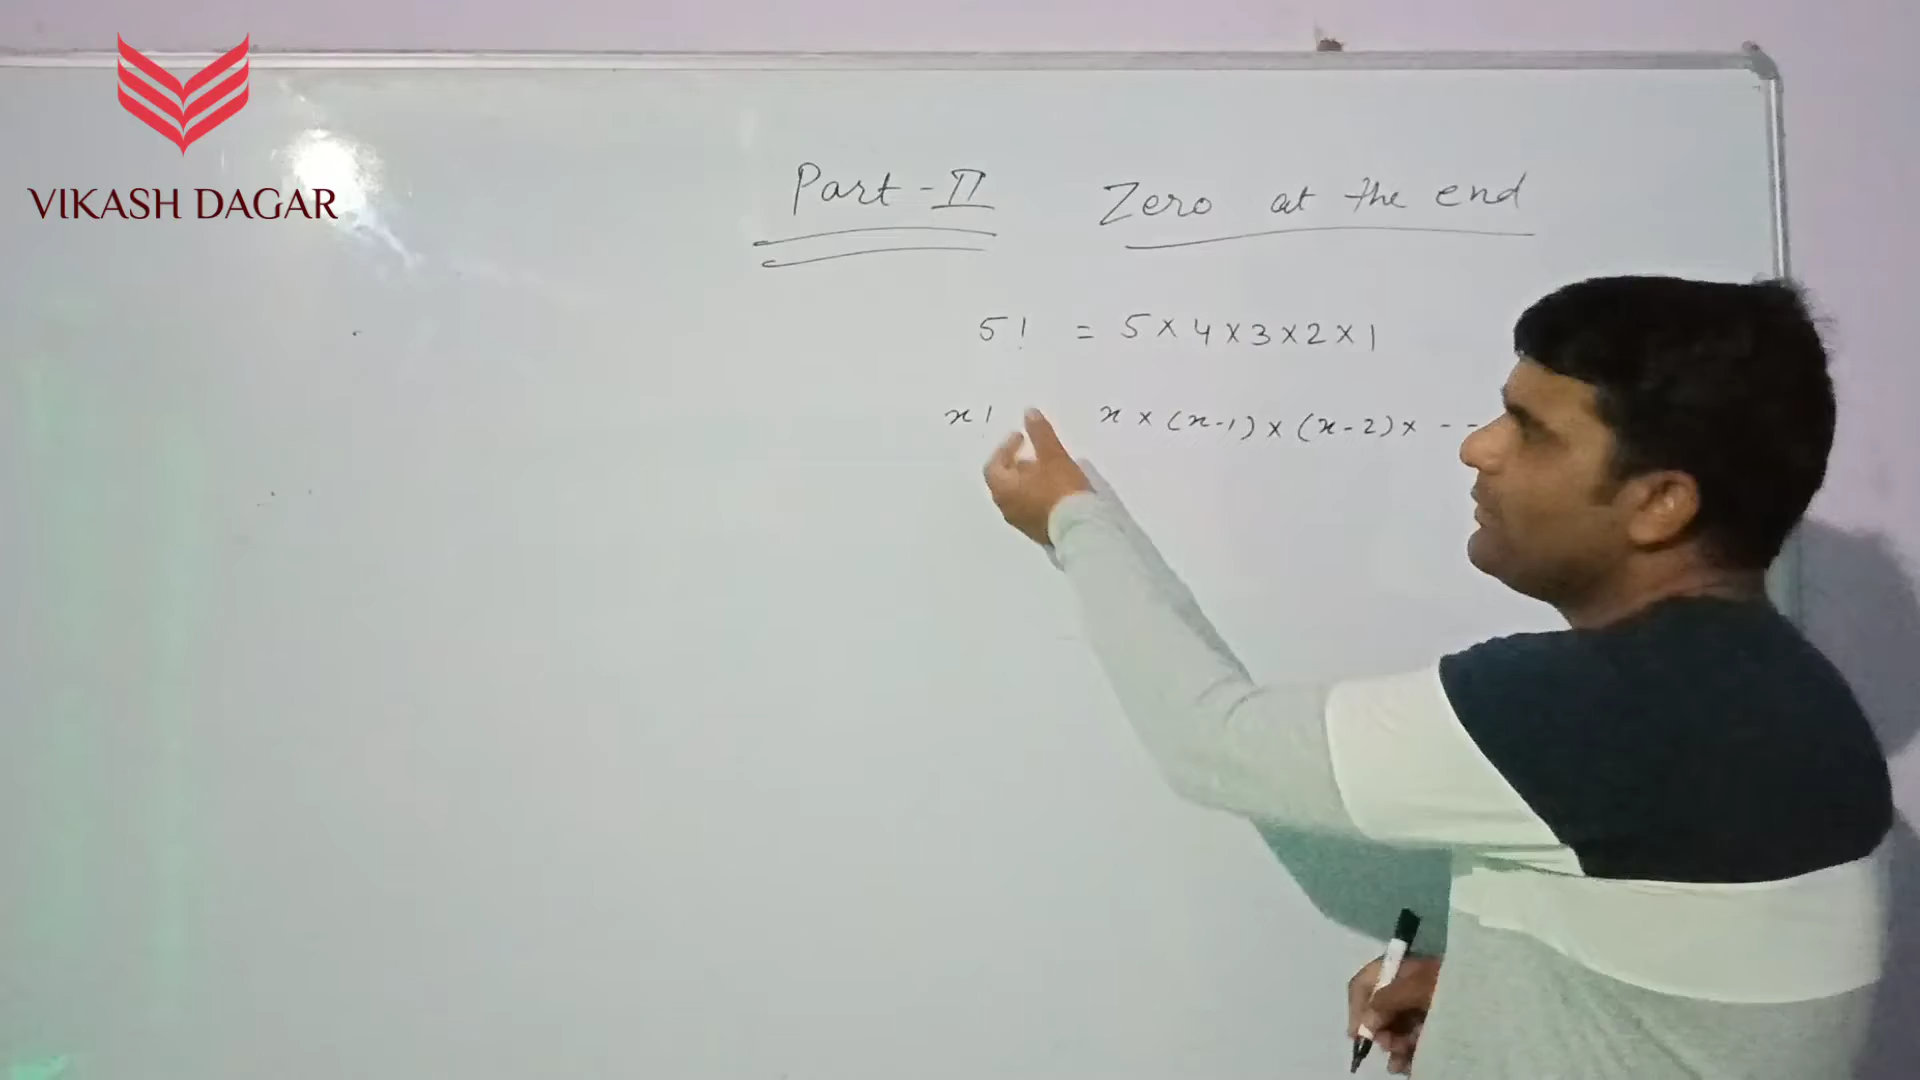 VIKASH DAGAR
Part - II Zero at the end
5! = 5 × 4 × 3 × 2 × 1
x! x × (x-1) × (x-2) × - -